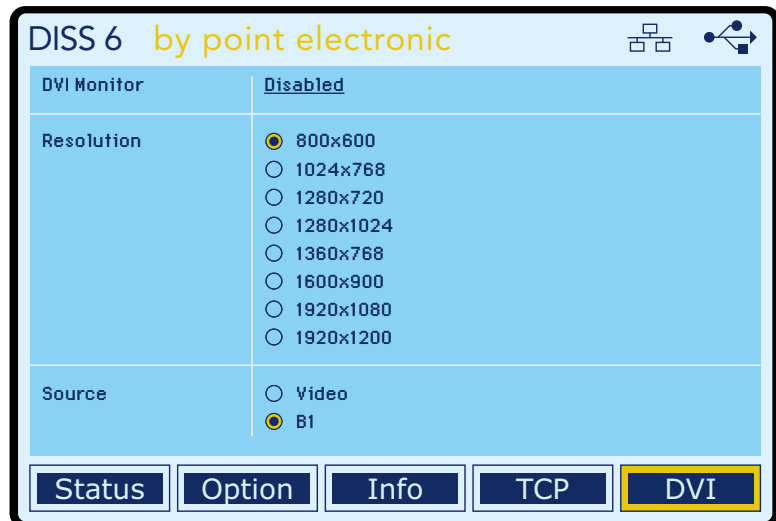 DISS 6 by point electronic
DVI Monitor Disabled
Resolution 800x600
1024x768
1280x720
1280x1024
1360x768
1600x900
1920x1080
1920x1200
Source Video
B1
Status Option Info TCP DVI